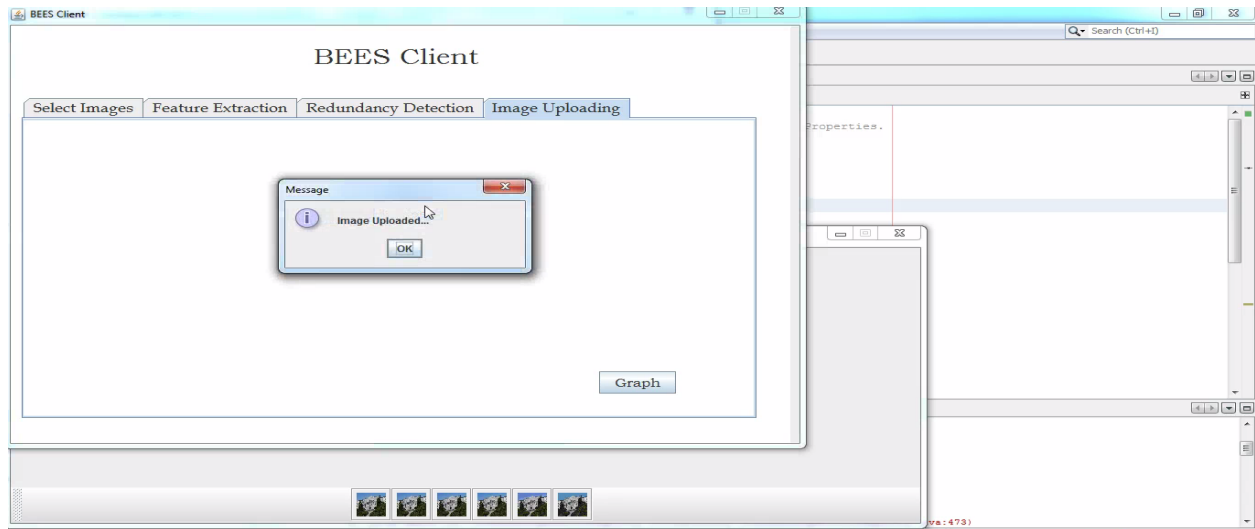 BEES Client
Search (Ctrl+I)
BEES Client
Select Images Feature Extraction Redundancy Detection Image Uploading
Properties.
Message
Image Uploaded...
OK
Graph
va:473)